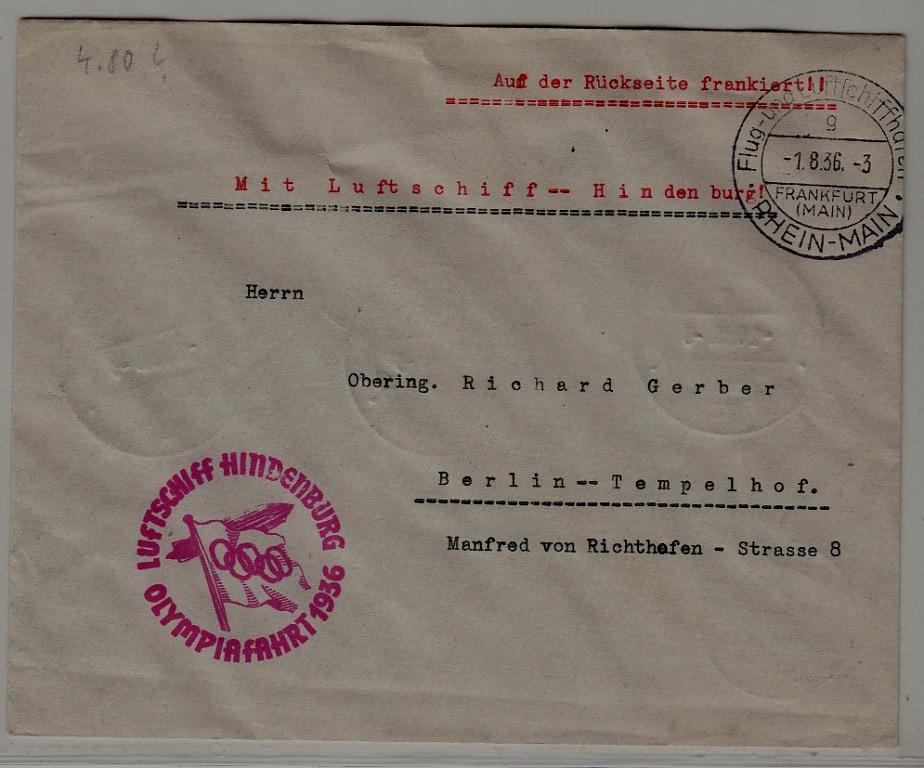 4.80
Auf der Rückseite frankiert!!
Flug- und Luftschiffhafen
g
-1.8.36.-3
FRANKFURT
(MAIN)
RHEIN-MAIN
Mit Luftschiff -- Hindenburg!
Herrn
Obering. Richard Gerber
Berlin -- Tempelhof.
Manfred von Richthofen - Strasse 8
LUFTSCHIFF HINDENBURG
OLYMPIAFAHRT 1936